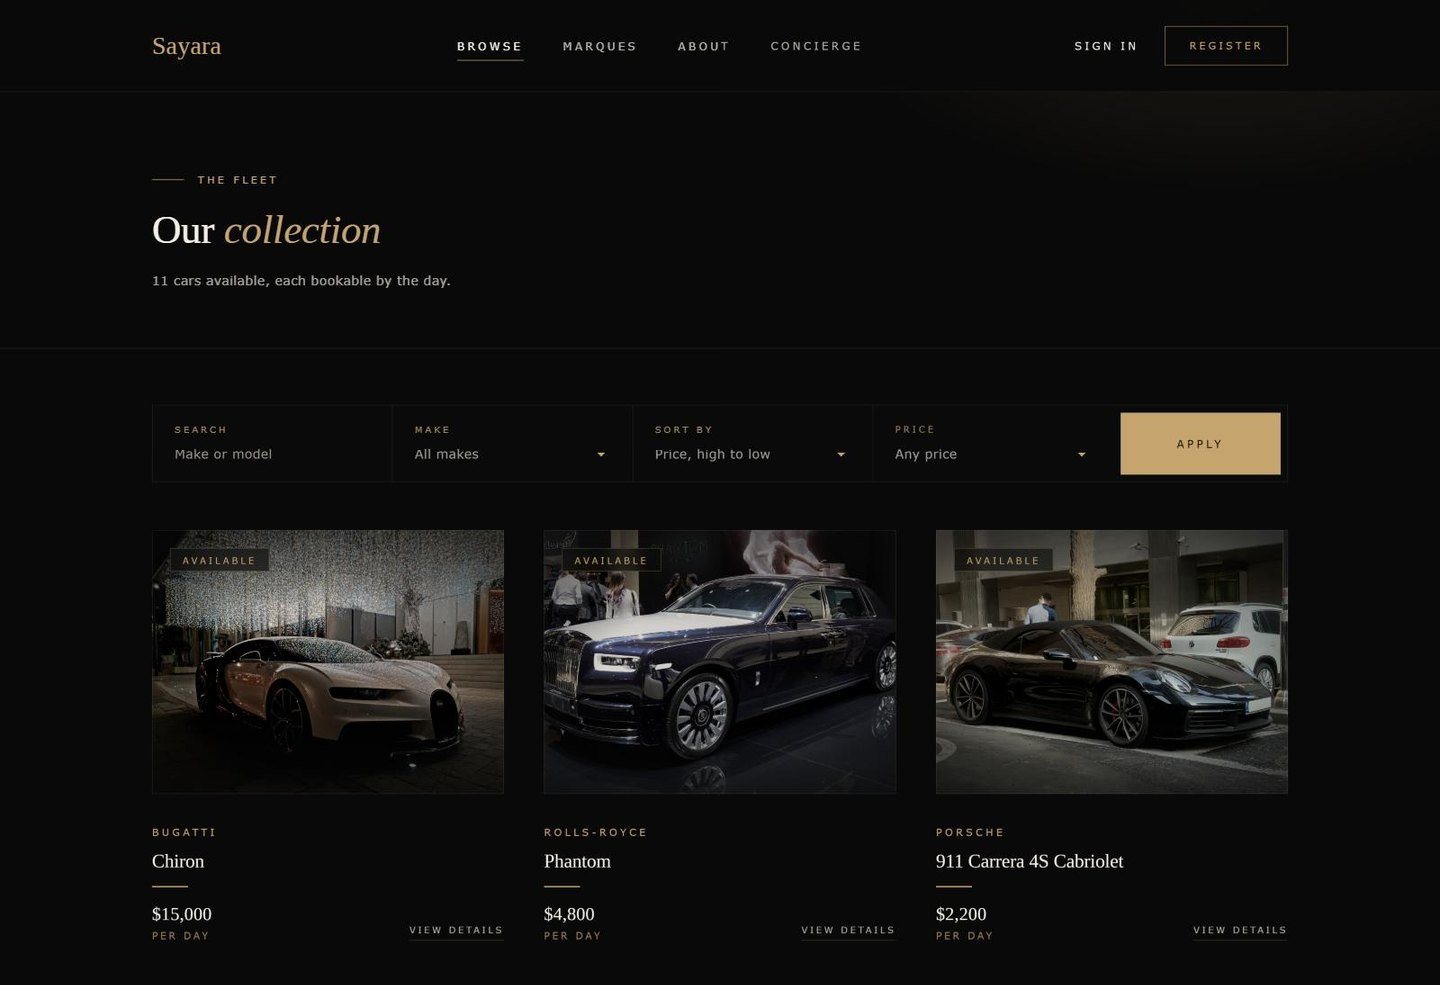 Sayara
BROWSE MARQUES ABOUT CONCIERGE
SIGN IN REGISTER
THE FLEET
Our collection
11 cars available, each bookable by the day.
SEARCH
Make or model
MAKE
All makes
SORT BY
Price, high to low
PRICE
Any price
APPLY
AVAILABLE
AVAILABLE
AVAILABLE
BUGATTI
Chiron
$15,000
PER DAY
VIEW DETAILS
ROLLS-ROYCE
Phantom
$4,800
PER DAY
VIEW DETAILS
PORSCHE
911 Carrera 4S Cabriolet
$2,200
PER DAY
VIEW DETAILS